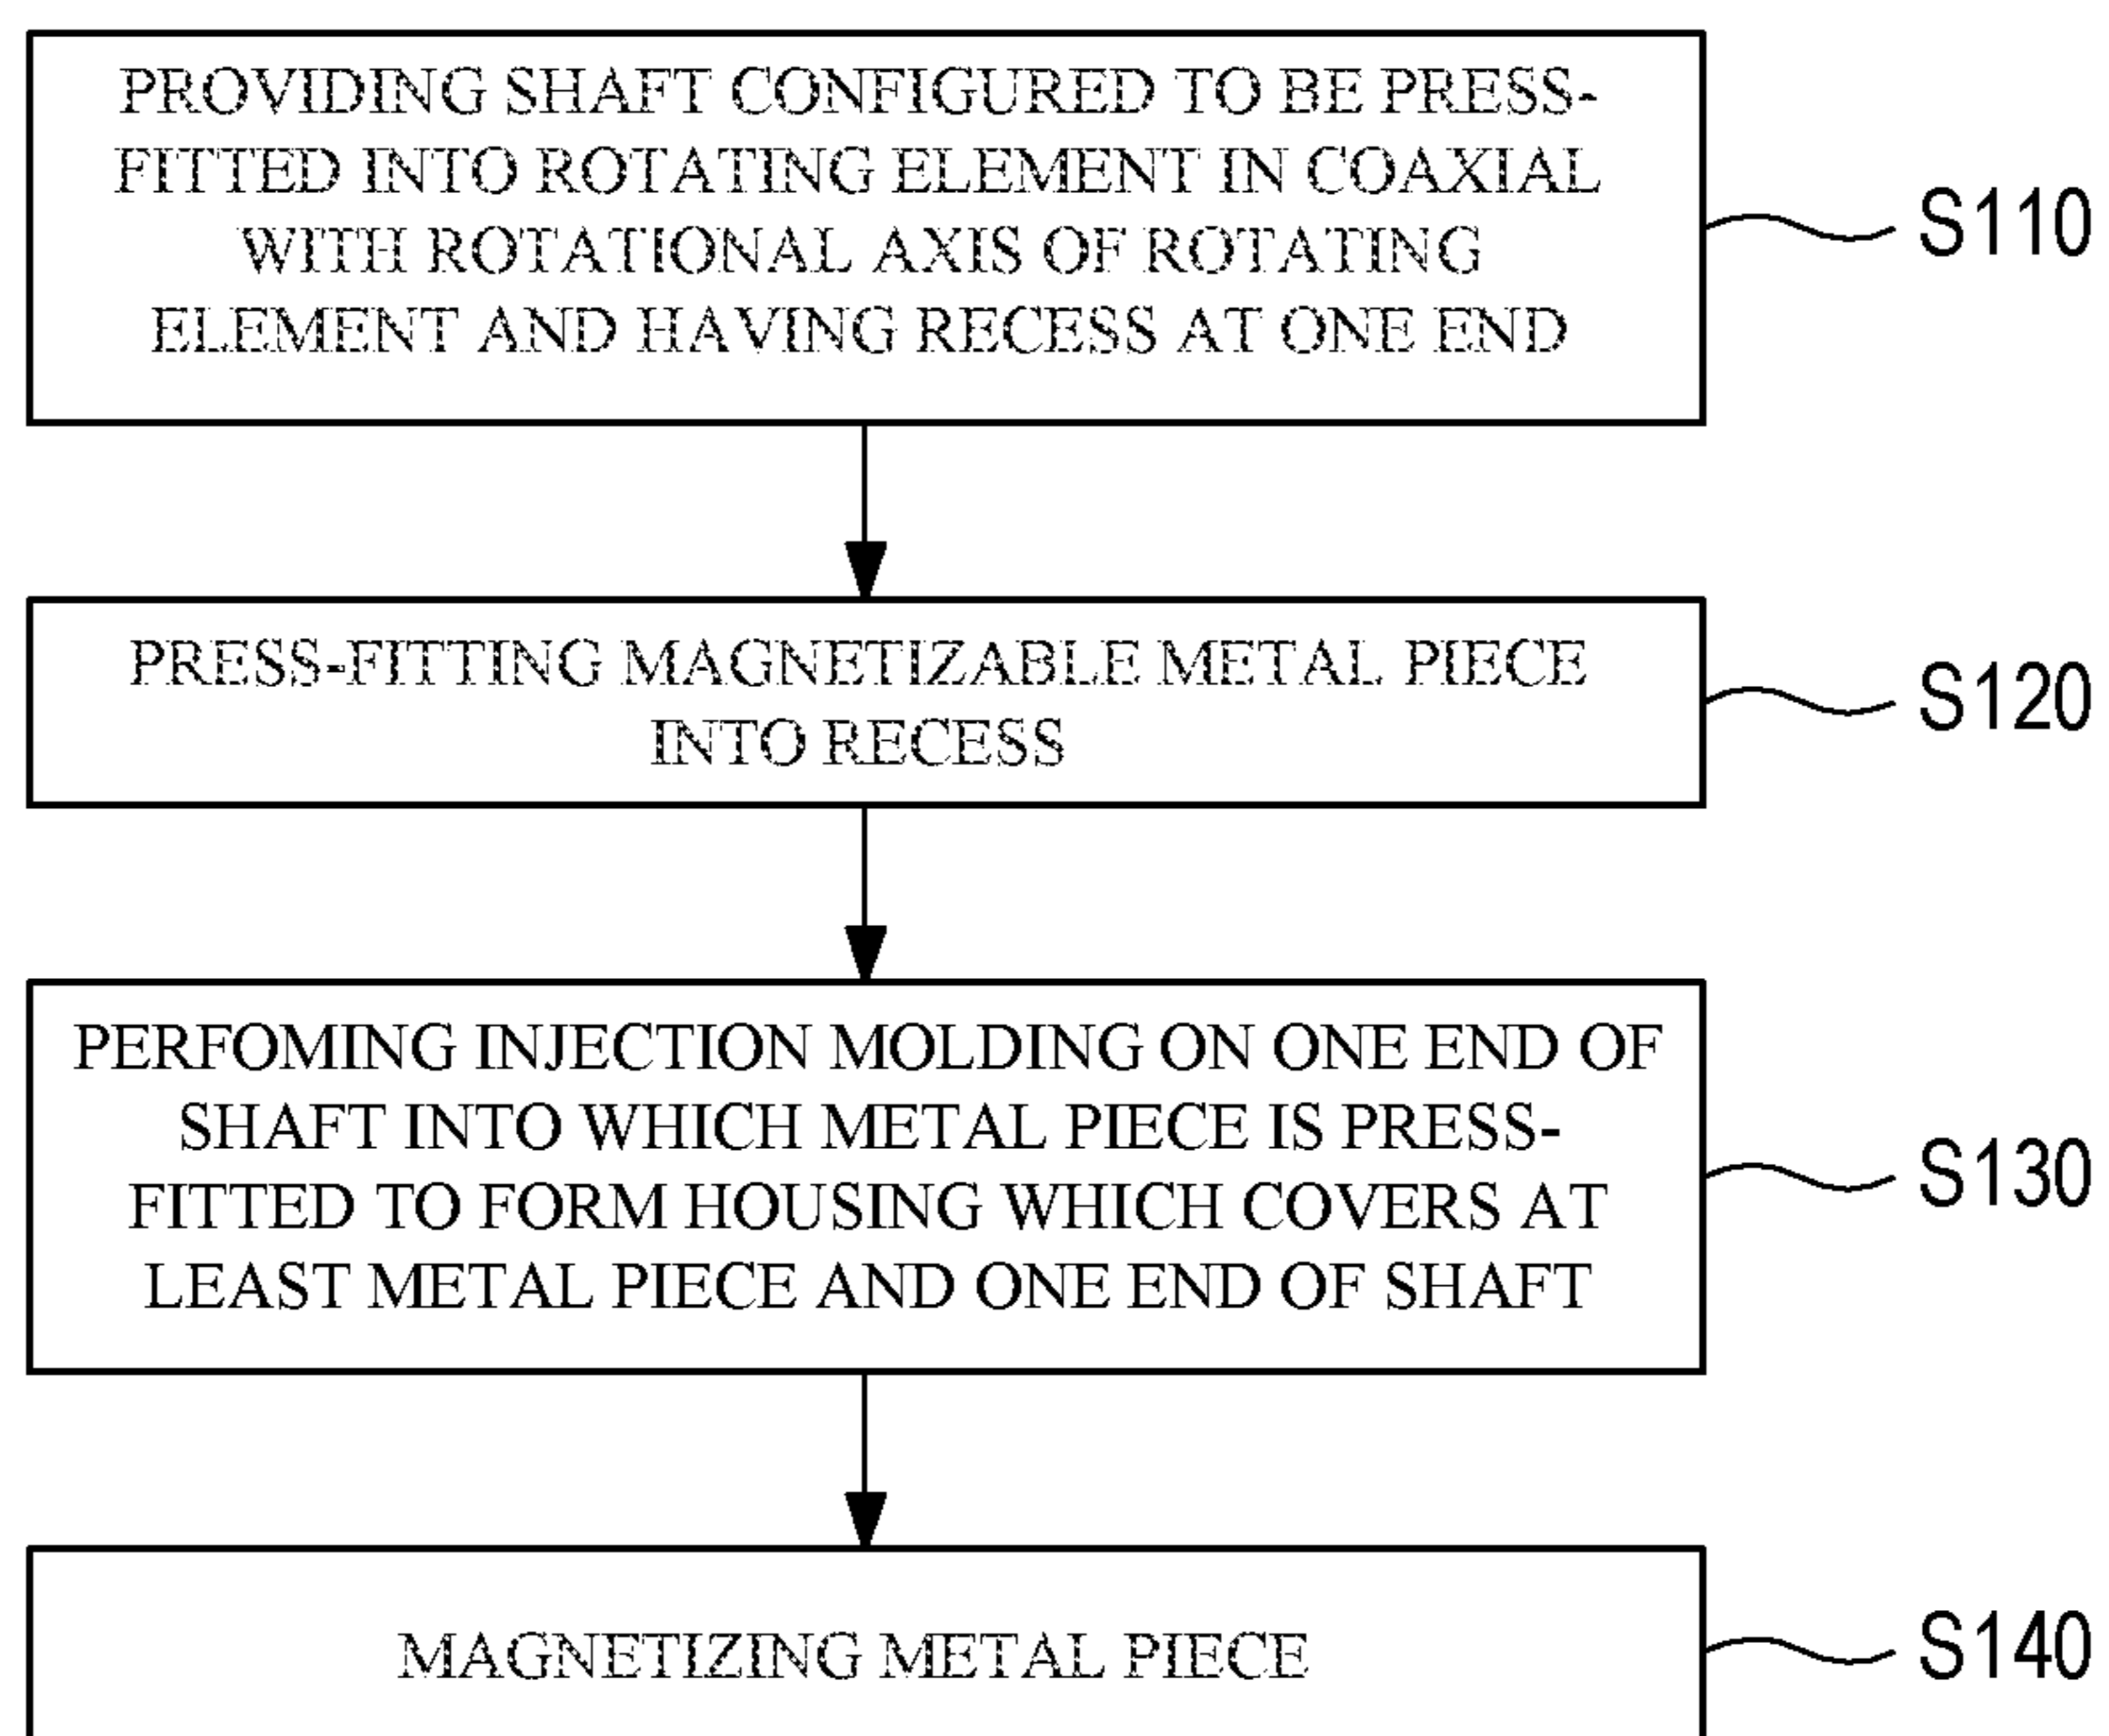 PROVIDING SHAFT CONFIGURED TO BE PRESS-
FITTED INTO ROTATING ELEMENT IN COAXIAL
WITH ROTATIONAL AXIS OF ROTATING
ELEMENT AND HAVING RECESS AT ONE END
S110
PRESS-FITTING MAGNETIZABLE METAL PIECE
INTO RECESS
S120
PERFOMING INJECTION MOLDING ON ONE END OF
SHAFT INTO WHICH METAL PIECE IS PRESS-
FITTED TO FORM HOUSING WHICH COVERS AT
LEAST METAL PIECE AND ONE END OF SHAFT
S130
MAGNETIZING METAL PIECE
S140